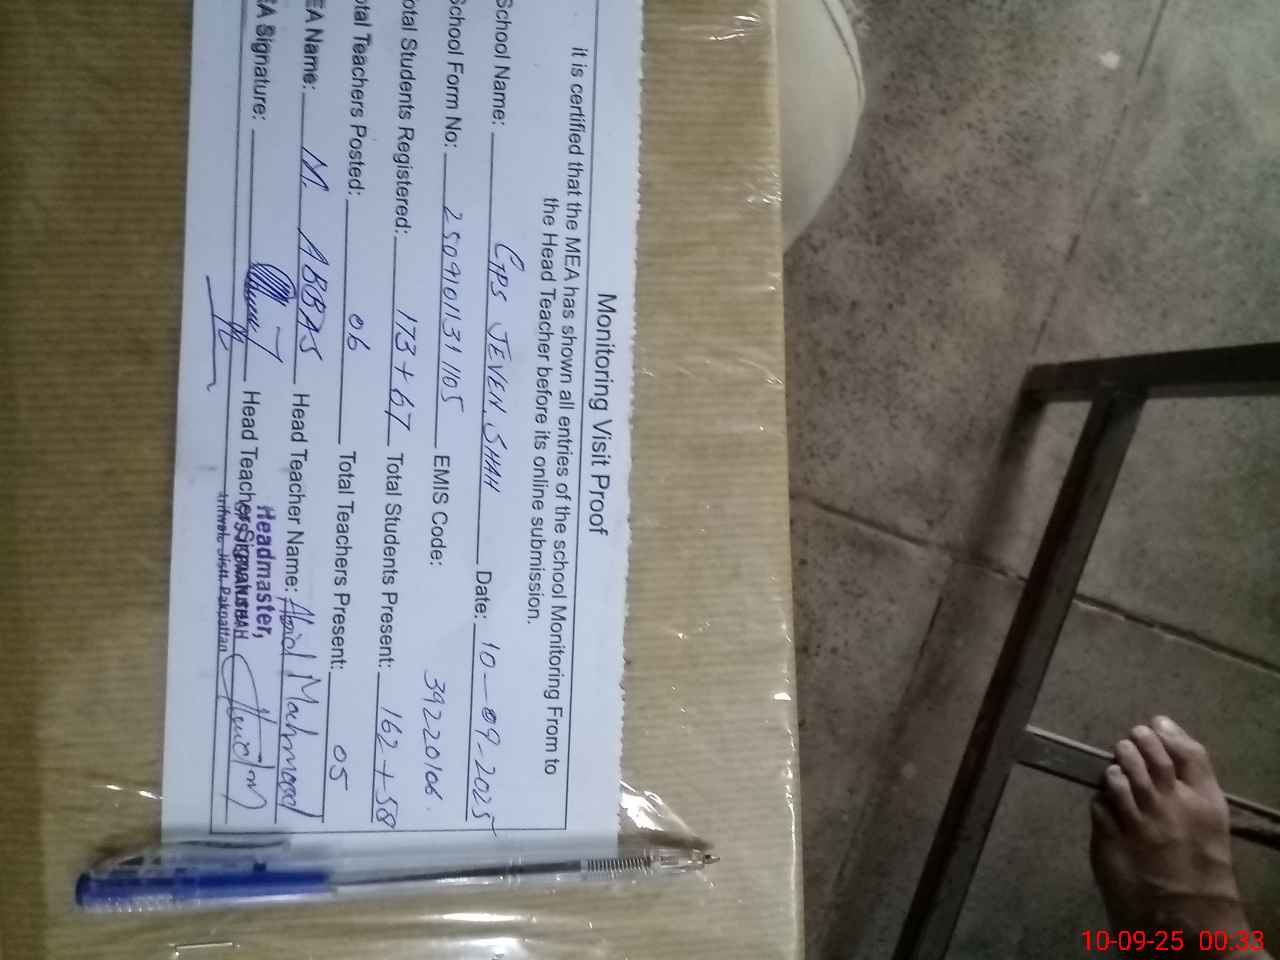 Monitoring Visit Proof
it is certified that the MEA has shown all entries of the school Monitoring From to
the Head Teacher before its online submission.
School Name: GPS JEVEN SHAH Date: 10-09-2025
School Form No: 2509101131105 EMIS Code: 39220106.
otal Students Registered: 173+67 Total Students Present: 162+58
otal Teachers Posted: 06 Total Teachers Present: 05
EA Name: M. ABBAS Head Teacher Name: Abid Mahmood
EA Signature: Head Teacher Signature:
Headmaster,
Pakpattan
10-09-25 00:33